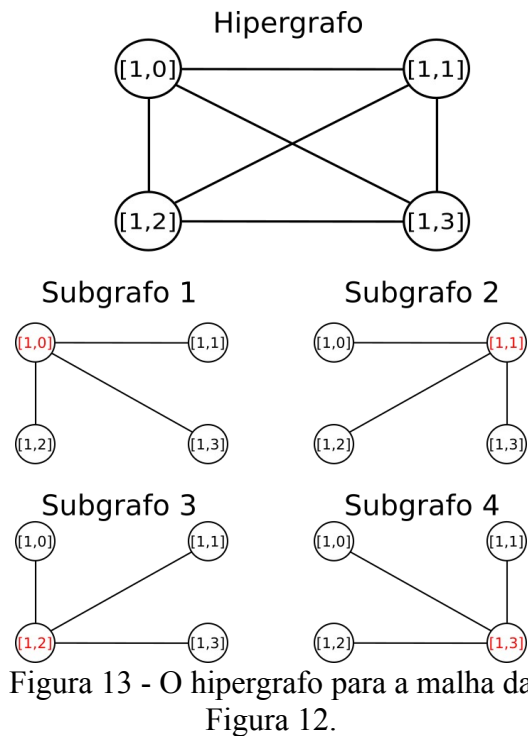 Hipergrafo
[1,0] [1,1]
[1,2] [1,3]
Subgrafo 1 Subgrafo 2
[1,0] [1,1] [1,0] [1,1]
[1,2] [1,3] [1,2] [1,3]
Subgrafo 3 Subgrafo 4
[1,0] [1,1] [1,0] [1,1]
[1,2] [1,3] [1,2] [1,3]
Figura 13 - O hipergrafo para a malha da
Figura 12.